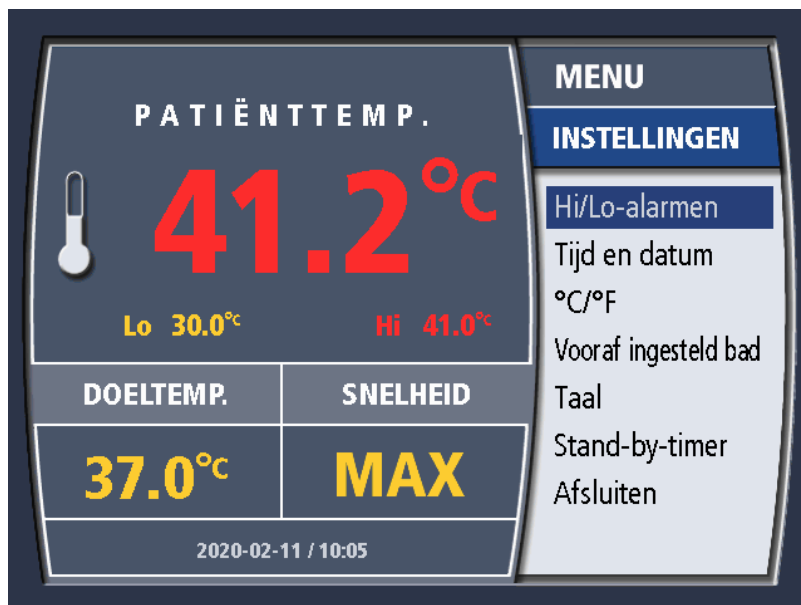 PATIËNTTEMP.
41.2°C
Lo 30.0°C Hi 41.0°C
DOELTEMP. SNELHEID
37.0°C MAX
2020-02-11 / 10:05
MENU
INSTELLINGEN
Hi/Lo-alarmen
Tijd en datum
°C/°F
Vooraf ingesteld bad
Taal
Stand-by-timer
Afsluiten